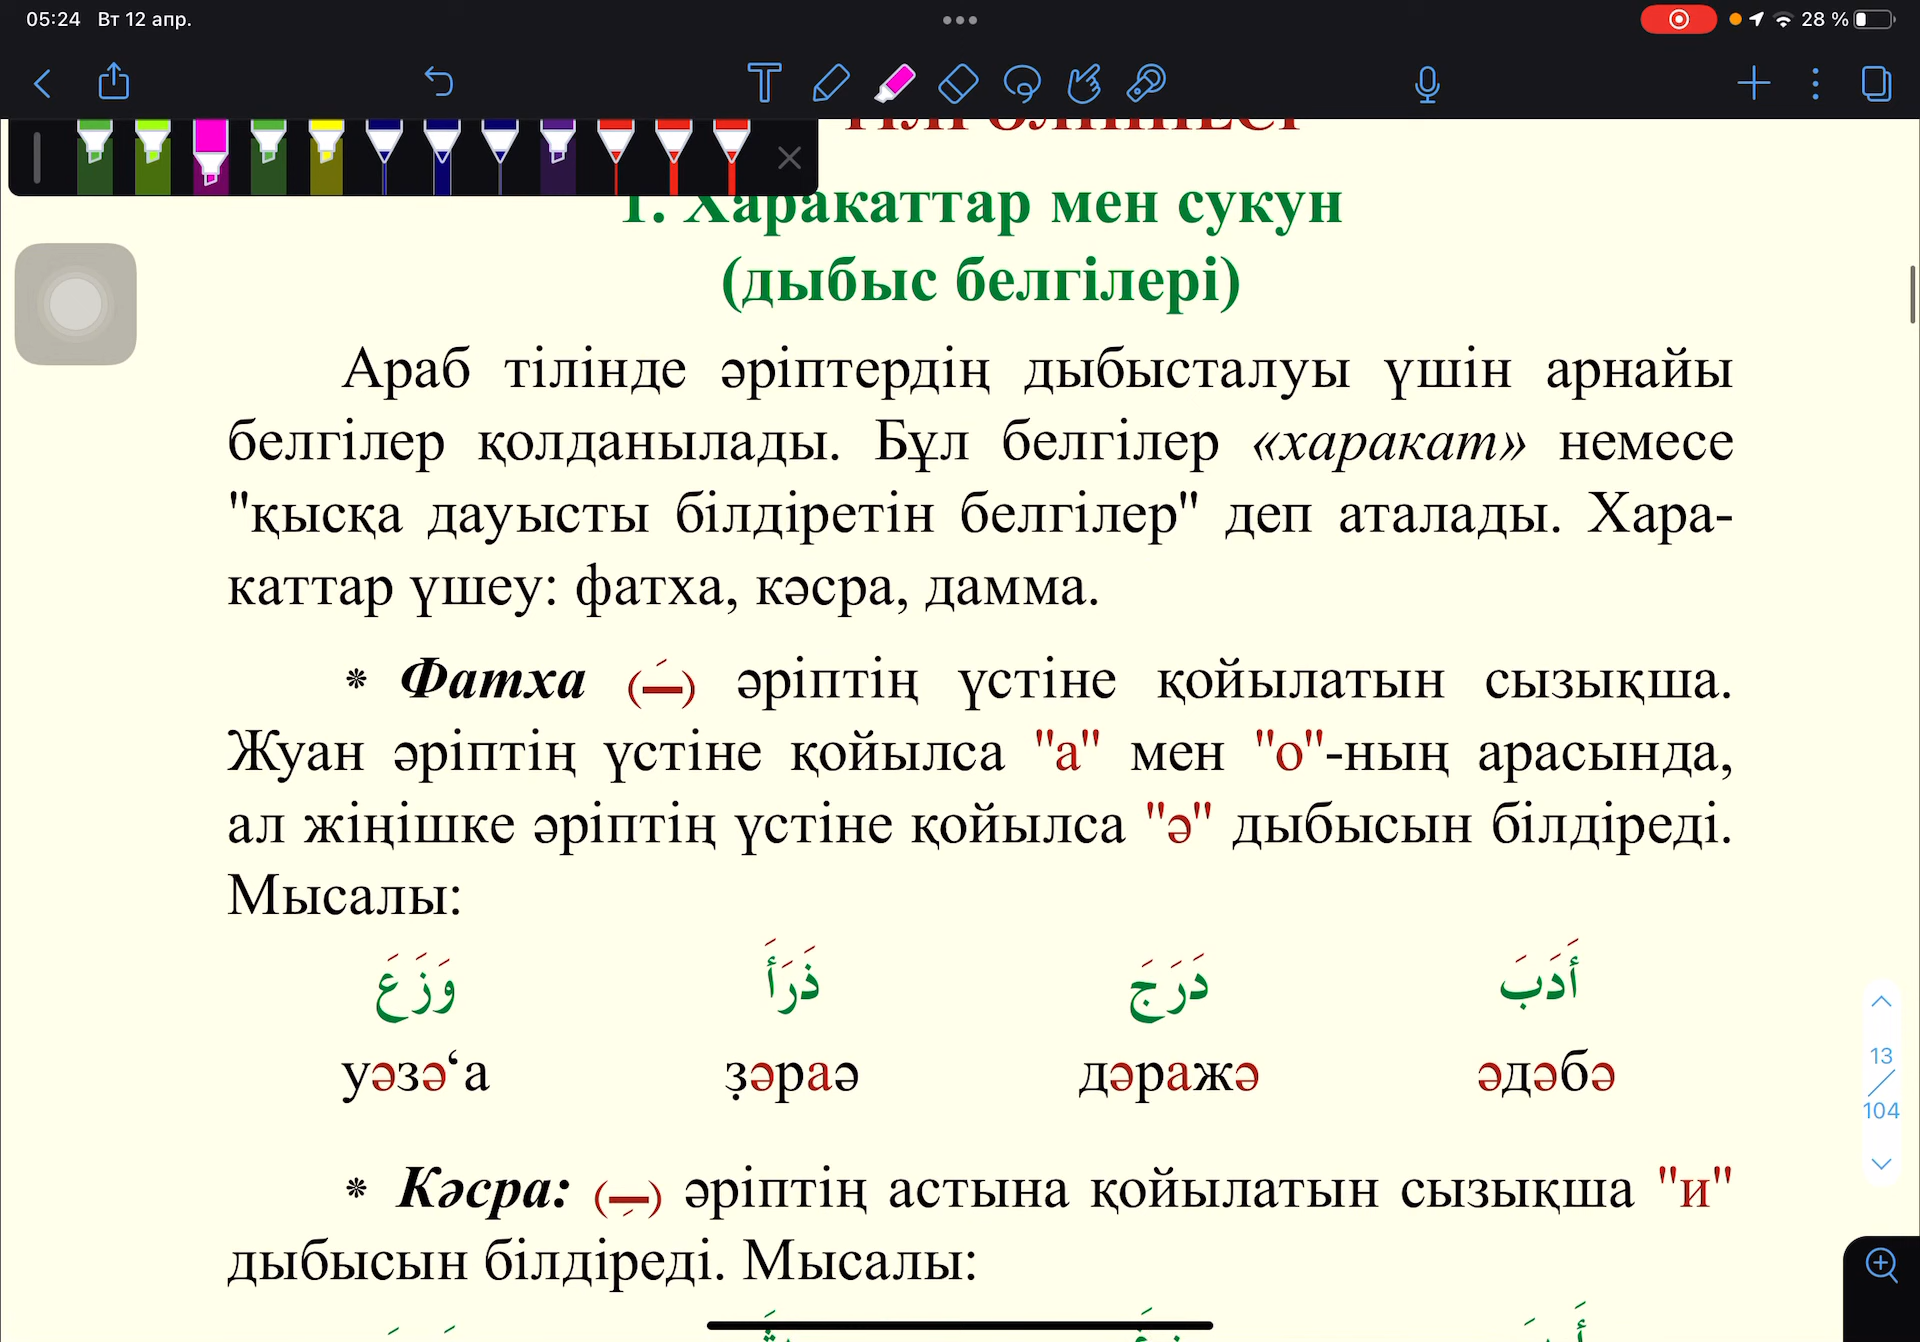 05:24 Вт 12 апр.
28 %
1. Харакаттар мен сукун
(дыбыс белгілері)
Араб тілінде әріптердің дыбысталуы үшін арнайы
белгілер қолданылады. Бұл белгілер «харакат» немесе
"қысқа дауысты білдіретін белгілер" деп аталады. Хара-
каттар үшеу: фатха, кәсра, дамма.
* Фатха (َ—) әріптің үстіне қойылатын сызықша.
Жуан әріптің үстіне қойылса "а" мен "о"-ның арасында,
ал жіңішке әріптің үстіне қойылса "ә" дыбысын білдіреді.
Мысалы:
وَزَعَ ذَرَأَ دَرَجَ أَدَبَ
уәзә‘а з̣әраә дәражә әдәбә
* Кәсра: (ِ—) әріптің астына қойылатын сызықша "и"
дыбысын білдіреді. Мысалы:
13
104